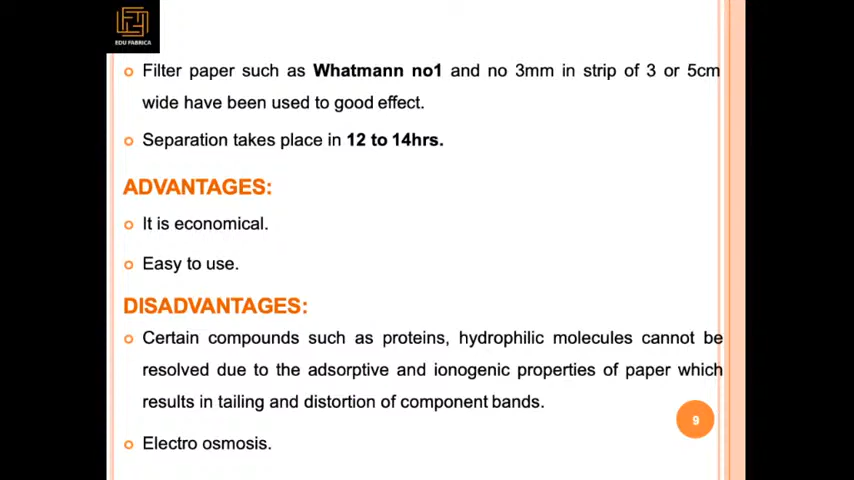 EDU FABRICA
Filter paper such as Whatmann no1 and no 3mm in strip of 3 or 5cm
wide have been used to good effect.
Separation takes place in 12 to 14hrs.
ADVANTAGES:
It is economical.
Easy to use.
DISADVANTAGES:
Certain compounds such as proteins, hydrophilic molecules cannot be
resolved due to the adsorptive and ionogenic properties of paper which
results in tailing and distortion of component bands.
Electro osmosis.
9